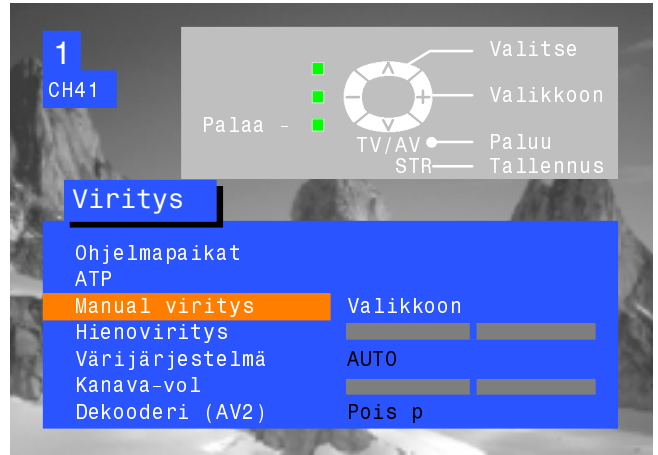 1
CH41
Valitse
Valikkoon
Palaa -
TV/AV Paluu
STR Tallennus
Viritys
Ohjelmapaikat
ATP
Manual viritys Valikkoon
Hienoviritys
Värijärjestelmä AUTO
Kanava-vol
Dekooderi (AV2) Pois p